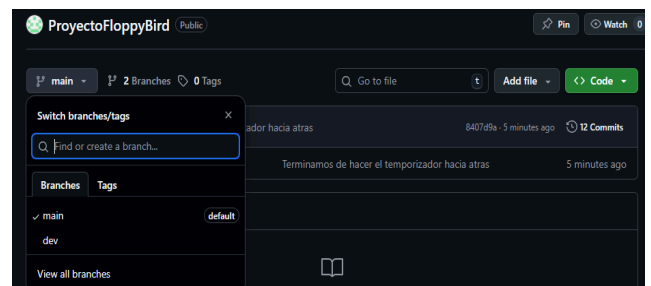 ProyectoFloppyBird Public Pin Watch 0
main 2 Branches 0 Tags Go to file t Add file Code
Switch branches/tags
ador hacia atras 8407d9a · 5 minutes ago 12 Commits
Find or create a branch...
Terminamos de hacer el temporizador hacia atras 5 minutes ago
Branches Tags
main default
dev
View all branches